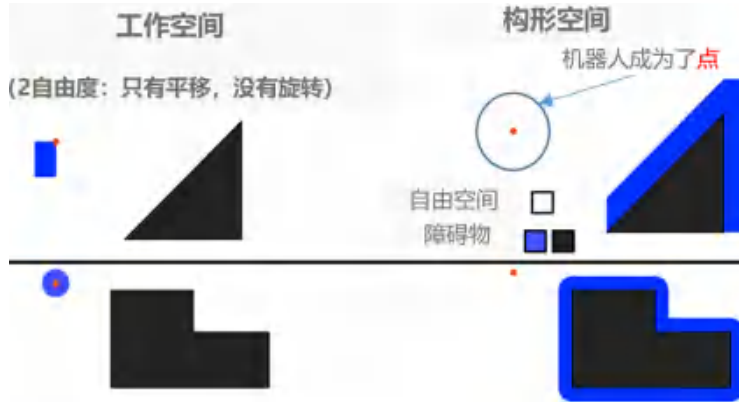 工作空间
构形空间
机器人成为了点
(2自由度：只有平移，没有旋转)
自由空间
障碍物